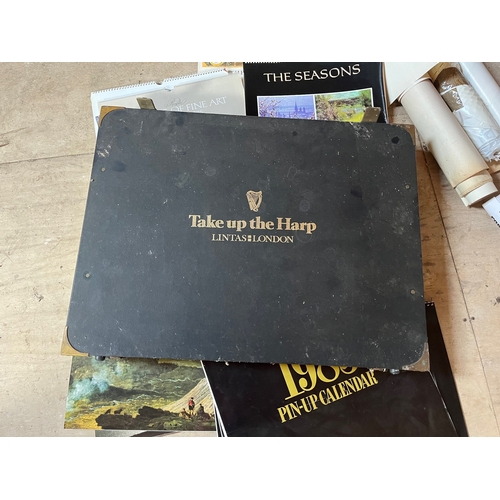 FINE ART
THE SEASONS
Take up the Harp
LINTAS LONDON
PIN-UP CALENDAR